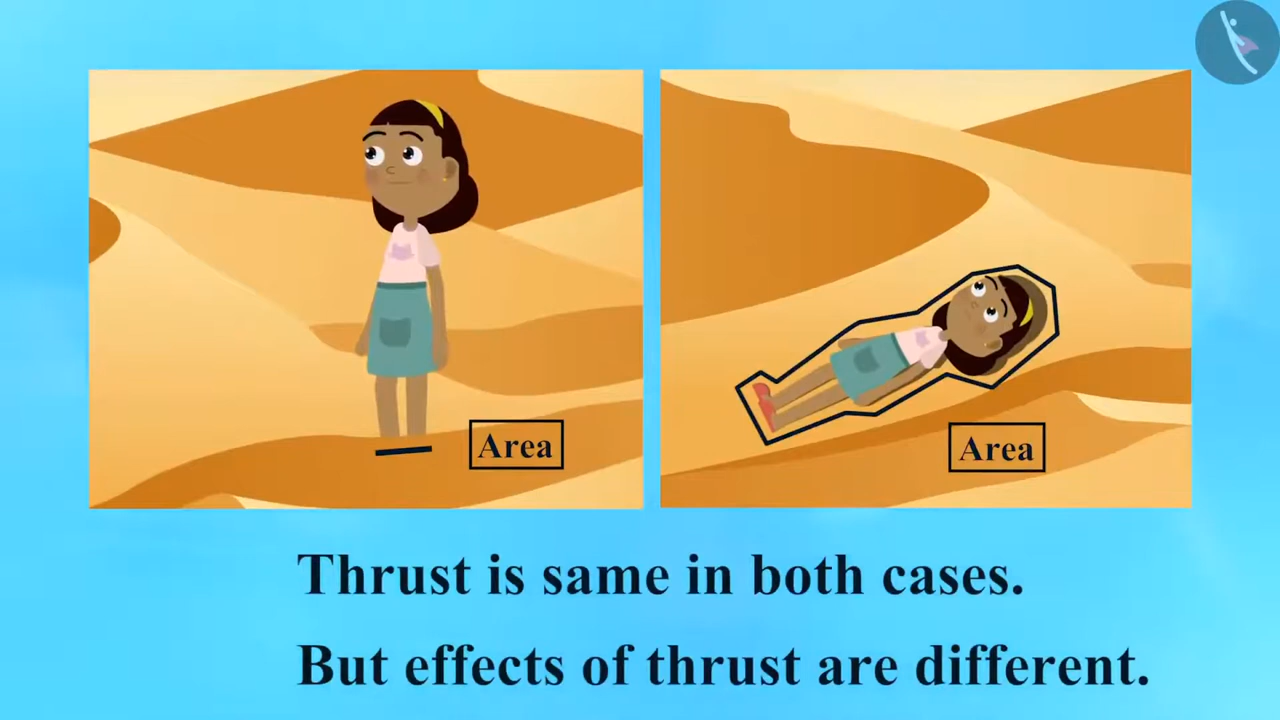 Area
Area
Thrust is same in both cases.
But effects of thrust are different.